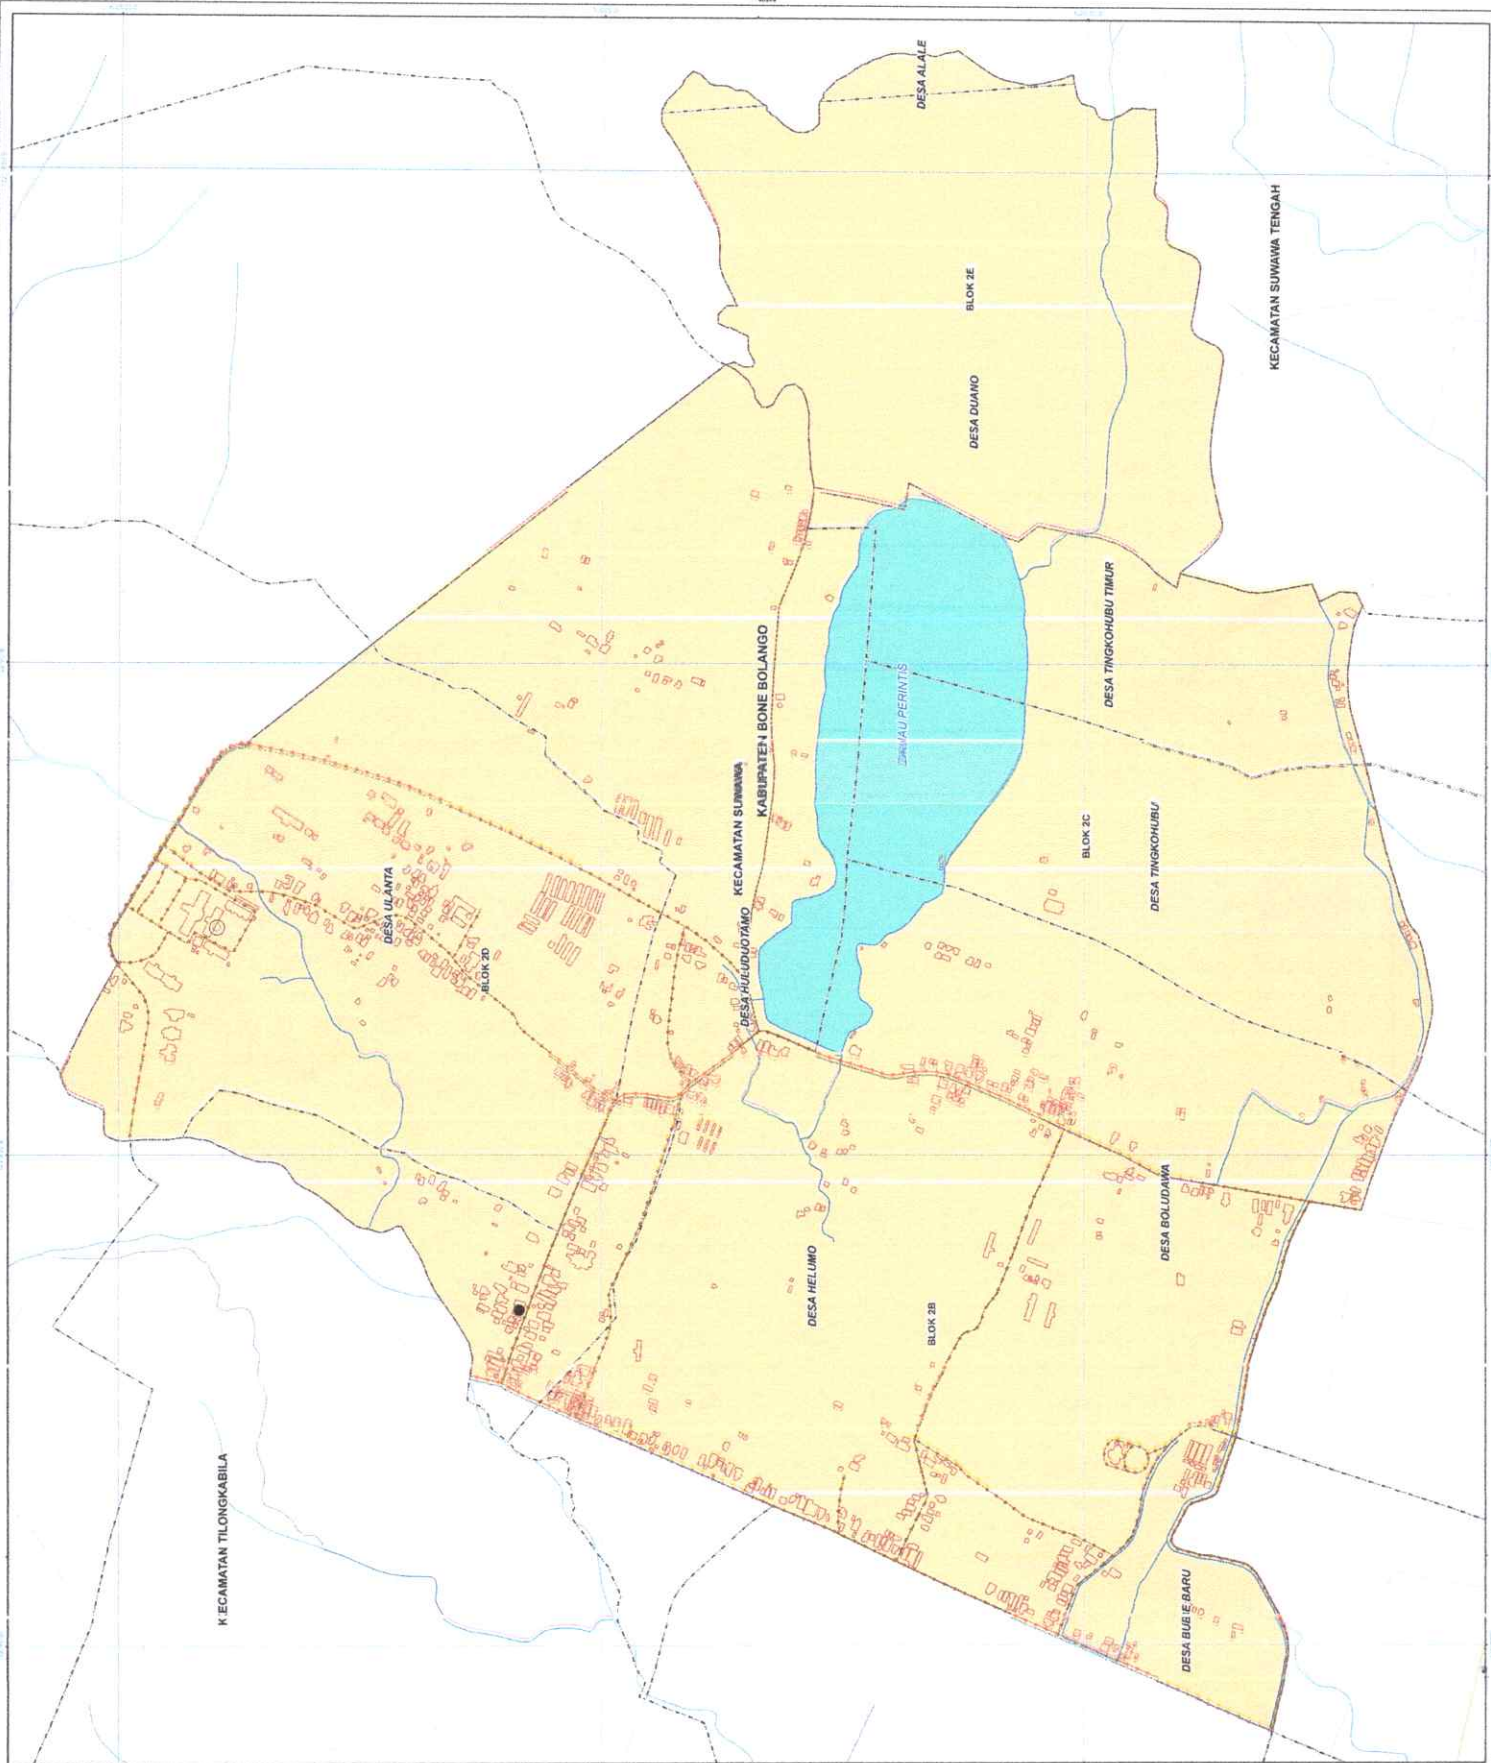 DESA ALALE
KECAMATAN SUWAWA TENGAH
BLOK 2E
DESA DUANO
DESA TINGKOHUBU TIMUR
DANAU PERINTIS
KABUPATEN BONE BOLANGO
KECAMATAN SUWAWA
DESA HULUDUOTAMO
BLOK 2C
DESA TINGKOHUBU
DESA ULANTA
BLOK 2D
DESA BOLUDAWA
DESA HELUMO
BLOK 2B
KECAMATAN TILONGKABILA
DESA BUBE BARU